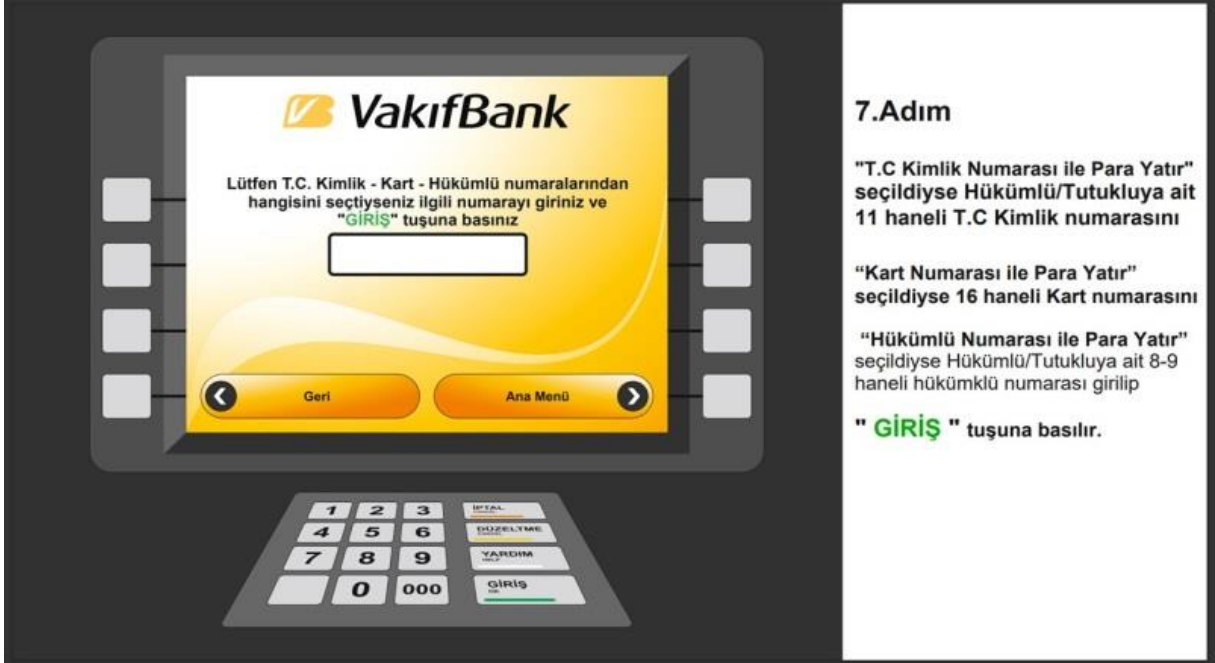 VakıfBank
Lütfen T.C. Kimlik - Kart - Hükümlü numaralarından
hangisini seçtiyseniz ilgili numarayı giriniz ve
"GİRİŞ" tuşuna basınız
Geri
Ana Menü
1 2 3 İPTAL
4 5 6 DÜZELTME
7 8 9 YARDIM
HELP
0 000 GİRİŞ
7.Adım
"T.C Kimlik Numarası ile Para Yatır"
seçildiyse Hükümlü/Tutukluya ait
11 haneli T.C Kimlik numarasını
“Kart Numarası ile Para Yatır”
seçildiyse 16 haneli Kart numarasını
“Hükümlü Numarası ile Para Yatır”
seçildiyse Hükümlü/Tutukluya ait 8-9
haneli hükümklü numarası girilip
" GİRİŞ " tuşuna basılır.